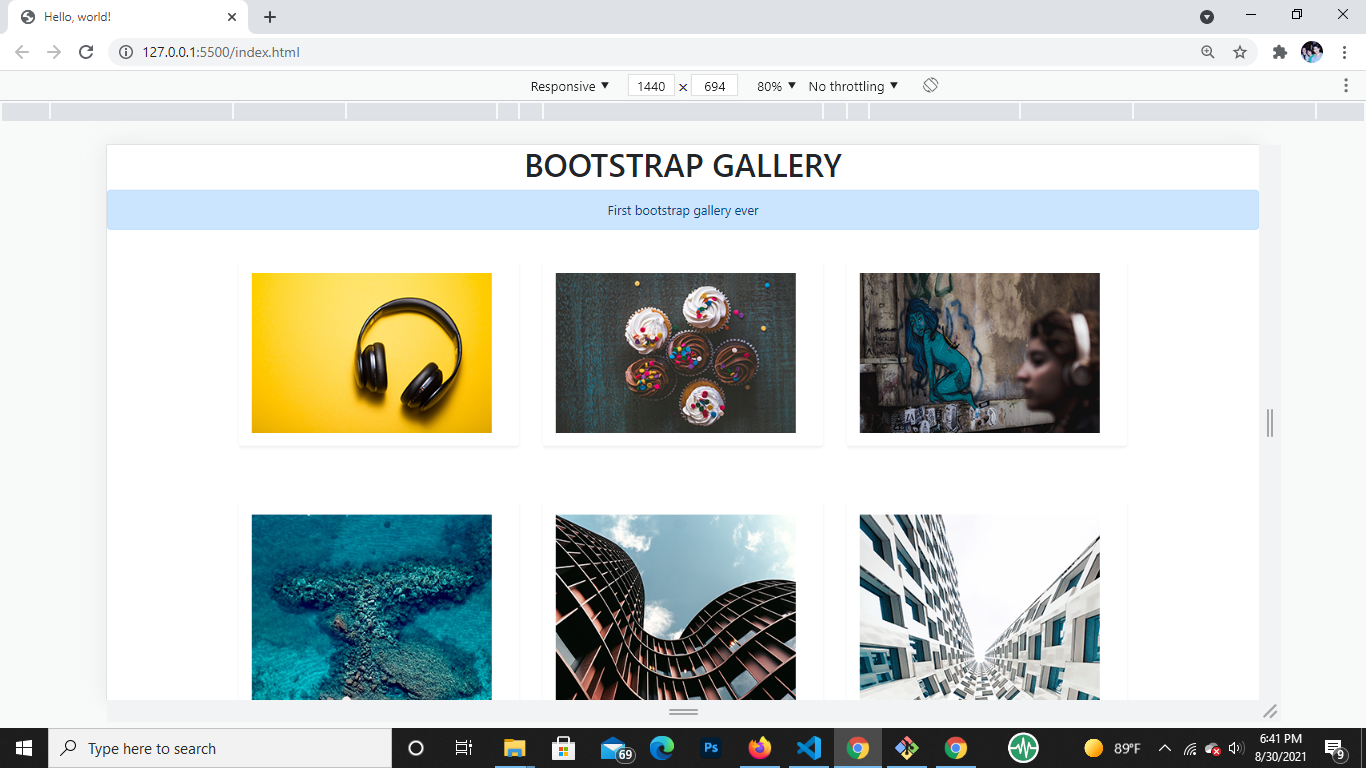 Hello, world!
127.0.0.1:5500/index.html
Responsive ▼ 1440 × 694 80% ▼ No throttling ▼
BOOTSTRAP GALLERY
First bootstrap gallery ever
Type here to search
69
Ps
89°F
6:41 PM
8/30/2021
9